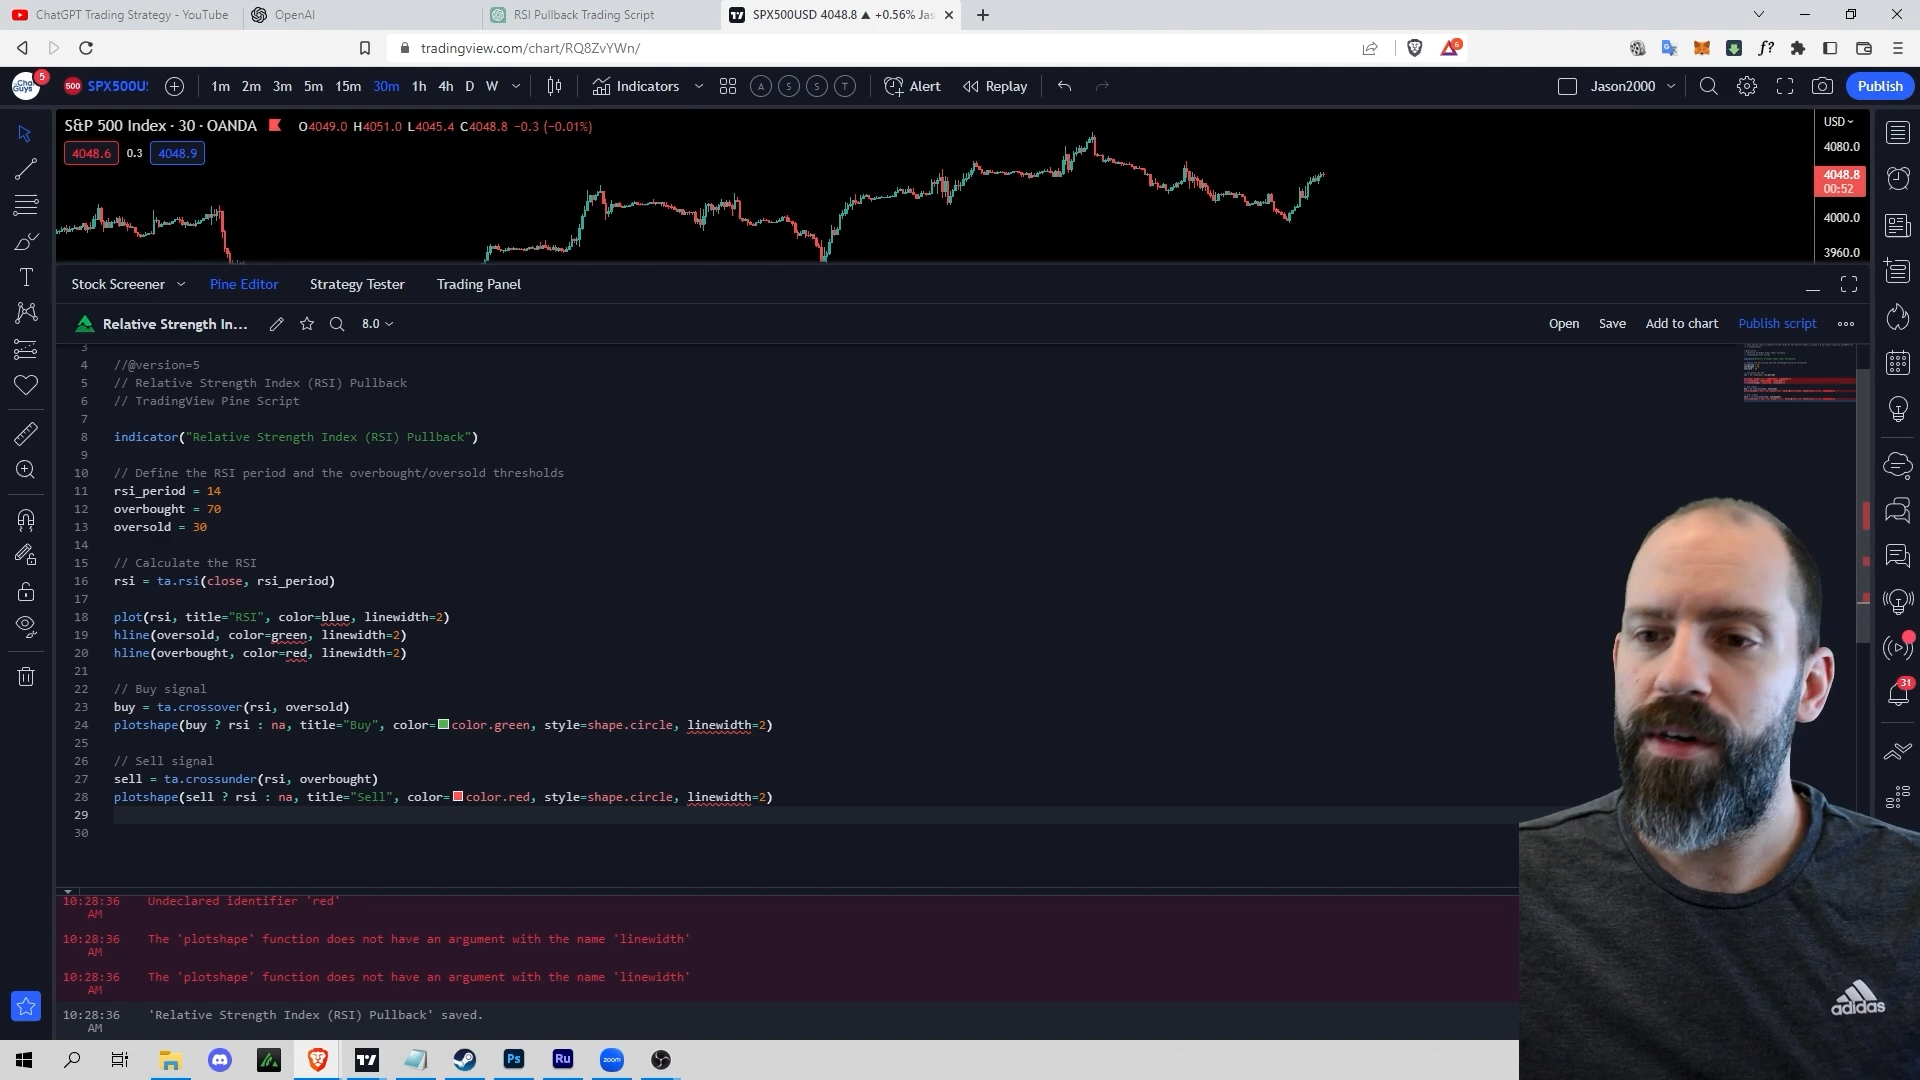 ChatGPT Trading Strategy - YouTube
OpenAI
RSI Pullback Trading Script
SPX500USD 4048.8 ▲ +0.56% Jas
tradingview.com/chart/RQ8ZvYWn/
5
500
SPX500U
1m 2m 3m 5m 15m 30m 1h 4h D W
Indicators
A S S T
Alert
Replay
Jason2000
Publish
S&P 500 Index · 30 · OANDA
O4049.0 H4051.0 L4045.4 C4048.8 −0.3 (−0.01%)
4048.6 0.3 4048.9
USD
4080.0
4048.8
00:52
4000.0
3960.0
Stock Screener Pine Editor Strategy Tester Trading Panel
Relative Strength In... 8.0
Open Save Add to chart Publish script
3
4 //@version=5
5 // Relative Strength Index (RSI) Pullback
6 // TradingView Pine Script
7
8 indicator("Relative Strength Index (RSI) Pullback")
9
10 // Define the RSI period and the overbought/oversold thresholds
11 rsi_period = 14
12 overbought = 70
13 oversold = 30
14
15 // Calculate the RSI
16 rsi = ta.rsi(close, rsi_period)
17
18 plot(rsi, title="RSI", color=blue, linewidth=2)
19 hline(oversold, color=green, linewidth=2)
20 hline(overbought, color=red, linewidth=2)
21
22 // Buy signal
23 buy = ta.crossover(rsi, oversold)
24 plotshape(buy ? rsi : na, title="Buy", color=color.green, style=shape.circle, linewidth=2)
25
26 // Sell signal
27 sell = ta.crossunder(rsi, overbought)
28 plotshape(sell ? rsi : na, title="Sell", color=color.red, style=shape.circle, linewidth=2)
29
30
10:28:36 AM Undeclared identifier 'red'
10:28:36 AM The 'plotshape' function does not have an argument with the name 'linewidth'
10:28:36 AM The 'plotshape' function does not have an argument with the name 'linewidth'
10:28:36 AM 'Relative Strength Index (RSI) Pullback' saved.
31
adidas
Ps
Ru
zoom